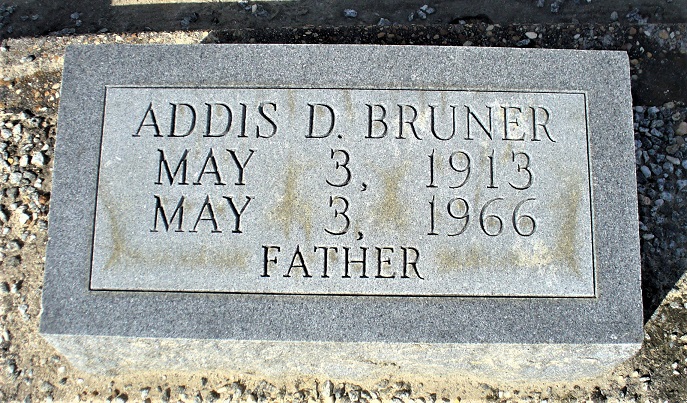 ADDIS D. BRUNER
MAY 3, 1913
MAY 3, 1966
FATHER